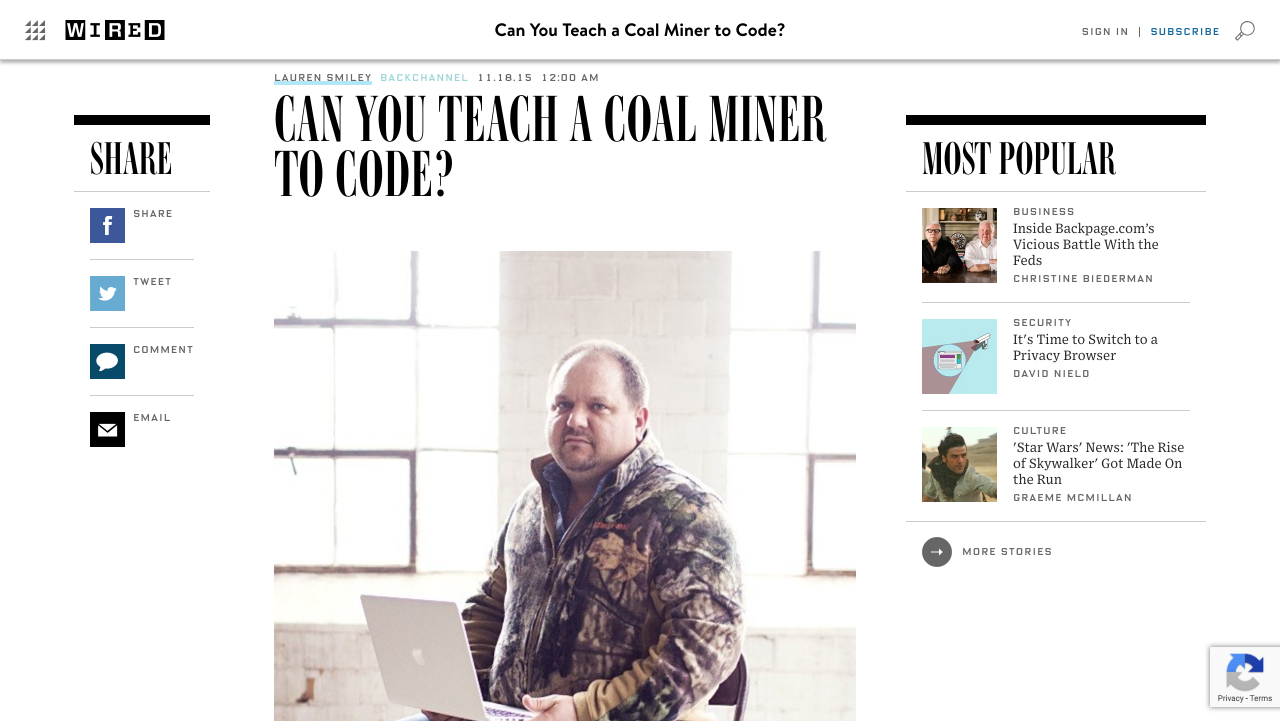 WIRED
Can You Teach a Coal Miner to Code?
SIGN IN | SUBSCRIBE
LAUREN SMILEY BACKCHANNEL 11.18.15 12:00 AM
CAN YOU TEACH A COAL MINER
TO CODE?
SHARE
SHARE
TWEET
COMMENT
EMAIL
MOST POPULAR
BUSINESS
Inside Backpage.com’s
Vicious Battle With the
Feds
CHRISTINE BIEDERMAN
SECURITY
It's Time to Switch to a
Privacy Browser
DAVID NIELD
CULTURE
'Star Wars' News: 'The Rise
of Skywalker' Got Made On
the Run
GRAEME MCMILLAN
MORE STORIES
Privacy - Terms